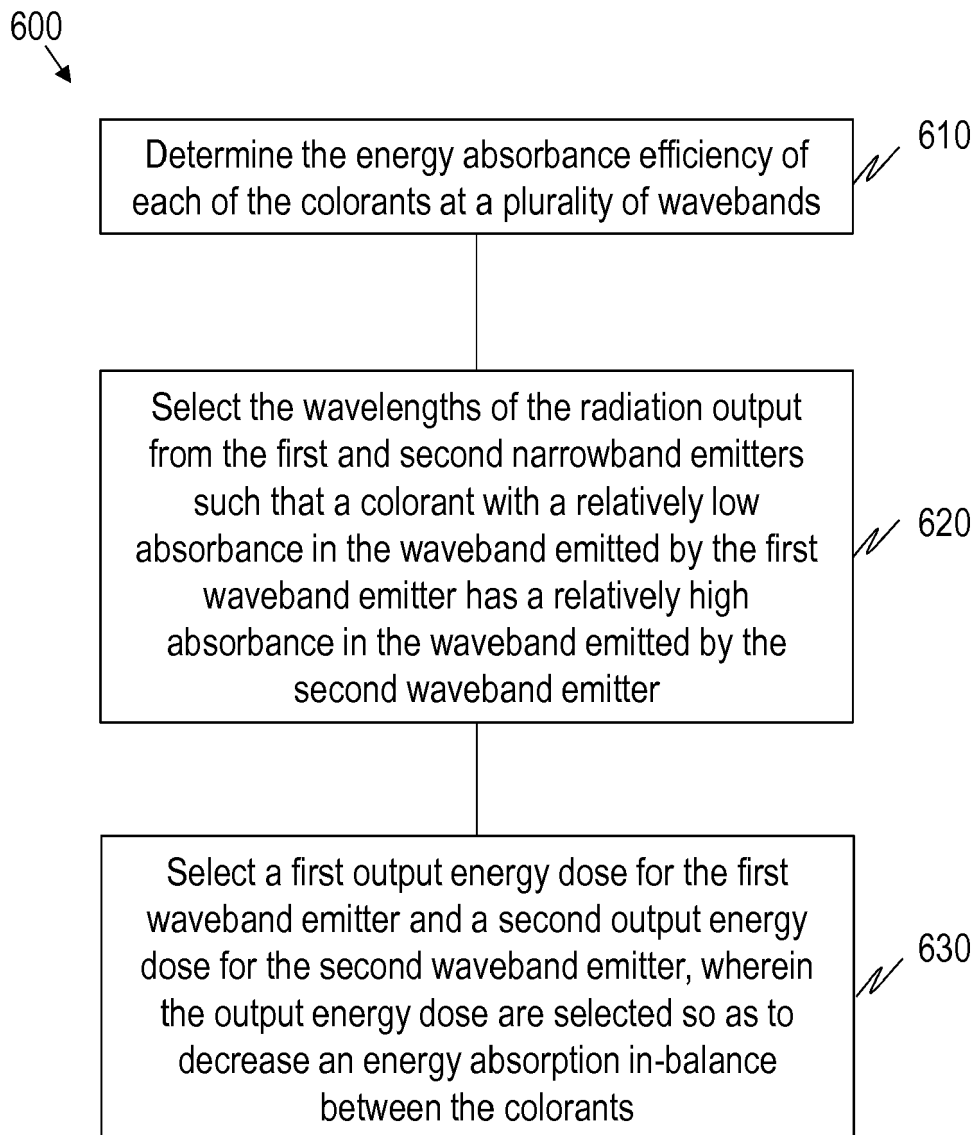 600
Determine the energy absorbance efficiency of
each of the colorants at a plurality of wavebands
610
Select the wavelengths of the radiation output
from the first and second narrowband emitters
such that a colorant with a relatively low
absorbance in the waveband emitted by the first
waveband emitter has a relatively high
absorbance in the waveband emitted by the
second waveband emitter
620
Select a first output energy dose for the first
waveband emitter and a second output energy
dose for the second waveband emitter, wherein
the output energy dose are selected so as to
decrease an energy absorption in-balance
between the colorants
630